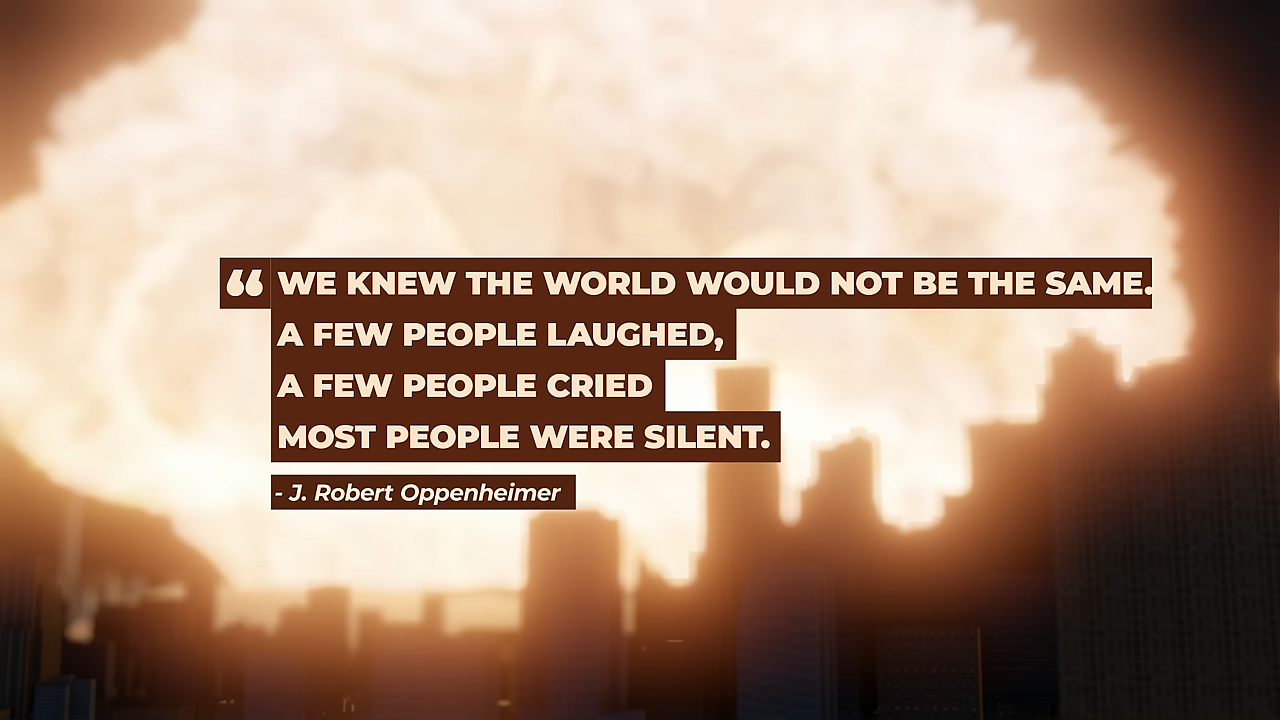 “ WE KNEW THE WORLD WOULD NOT BE THE SAME.
A FEW PEOPLE LAUGHED,
A FEW PEOPLE CRIED
MOST PEOPLE WERE SILENT.
- J. Robert Oppenheimer